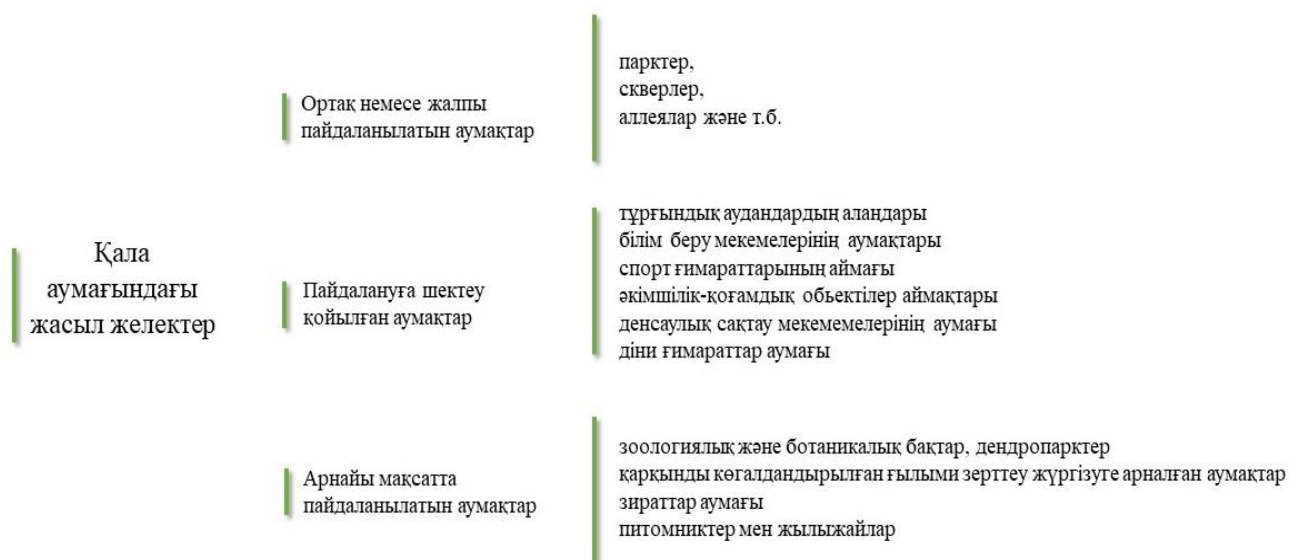 Қала
аумағындағы
жасыл желектер
Ортақ немесе жалпы
пайдаланылатын аумақтар
парктер,
скверлер,
аллеялар және т.б.
Пайдалануға шектеу
қойылған аумақтар
тұрғындық аудандардың алаңдары
білім беру мекемелерінің аумақтары
спорт ғимараттарының аймағы
әкімшілік-қоғамдық обьектілер аймақтары
денсаулық сақтау мекемемелерінің аумағы
діни ғимараттар аумағы
Арнайы мақсатта
пайдаланылатын аумақтар
зоологиялық және ботаникалық бақтар, дендропарктер
қарқынды көгалдандырылған ғылыми зерттеу жүргізуге арналған аумақтар
зираттар аумағы
питомниктер мен жылыжайлар